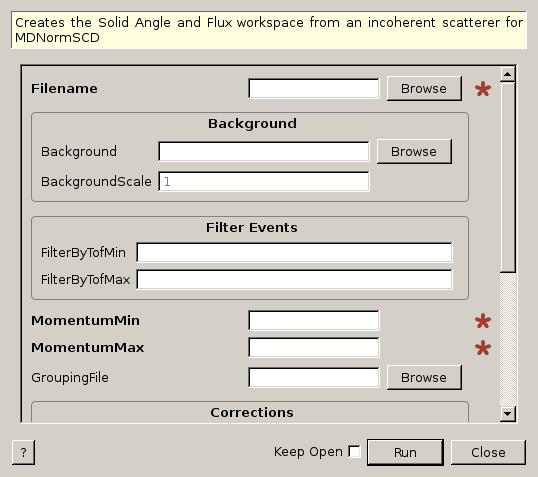 Creates the Solid Angle and Flux workspace from an incoherent scatterer for
MDNormSCD
Filename Browse *
Background
Background Browse
BackgroundScale 1
Filter Events
FilterByTofMin
FilterByTofMax
MomentumMin *
MomentumMax *
GroupingFile Browse
Corrections
? Keep Open Run Close